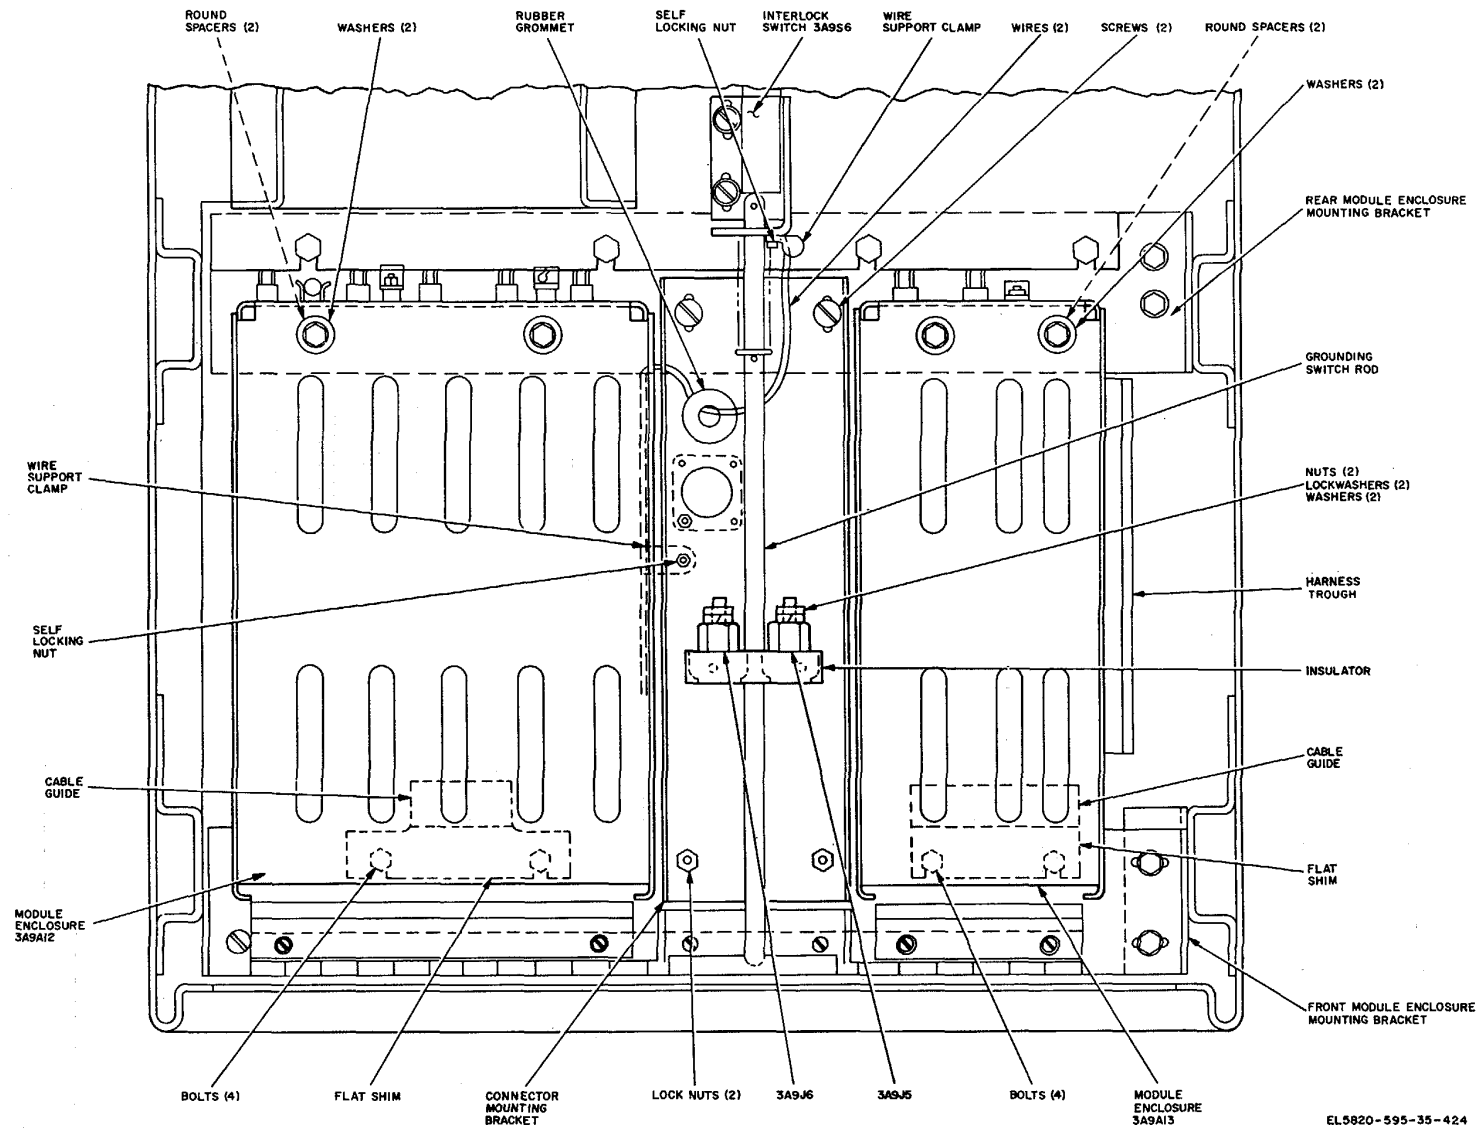 ROUND
SPACERS (2)
WASHERS (2)
RUBBER
GROMMET
SELF
LOCKING NUT
INTERLOCK
SWITCH 3A9S6
WIRE
SUPPORT CLAMP
WIRES (2)
SCREWS (2)
ROUND SPACERS (2)
WASHERS (2)
REAR MODULE ENCLOSURE
MOUNTING BRACKET
GROUNDING
SWITCH ROD
WIRE
SUPPORT
CLAMP
NUTS (2)
LOCKWASHERS (2)
WASHERS (2)
HARNESS
TROUGH
SELF
LOCKING
NUT
INSULATOR
CABLE
GUIDE
CABLE
GUIDE
FLAT
SHIM
MODULE
ENCLOSURE
3A9A12
FRONT MODULE ENCLOSURE
MOUNTING BRACKET
BOLTS (4)
FLAT SHIM
CONNECTOR
MOUNTING
BRACKET
LOCK NUTS (2)
3A9J6
3A9J5
BOLTS (4)
MODULE
ENCLOSURE
3A9A13
EL5820-595-35-424